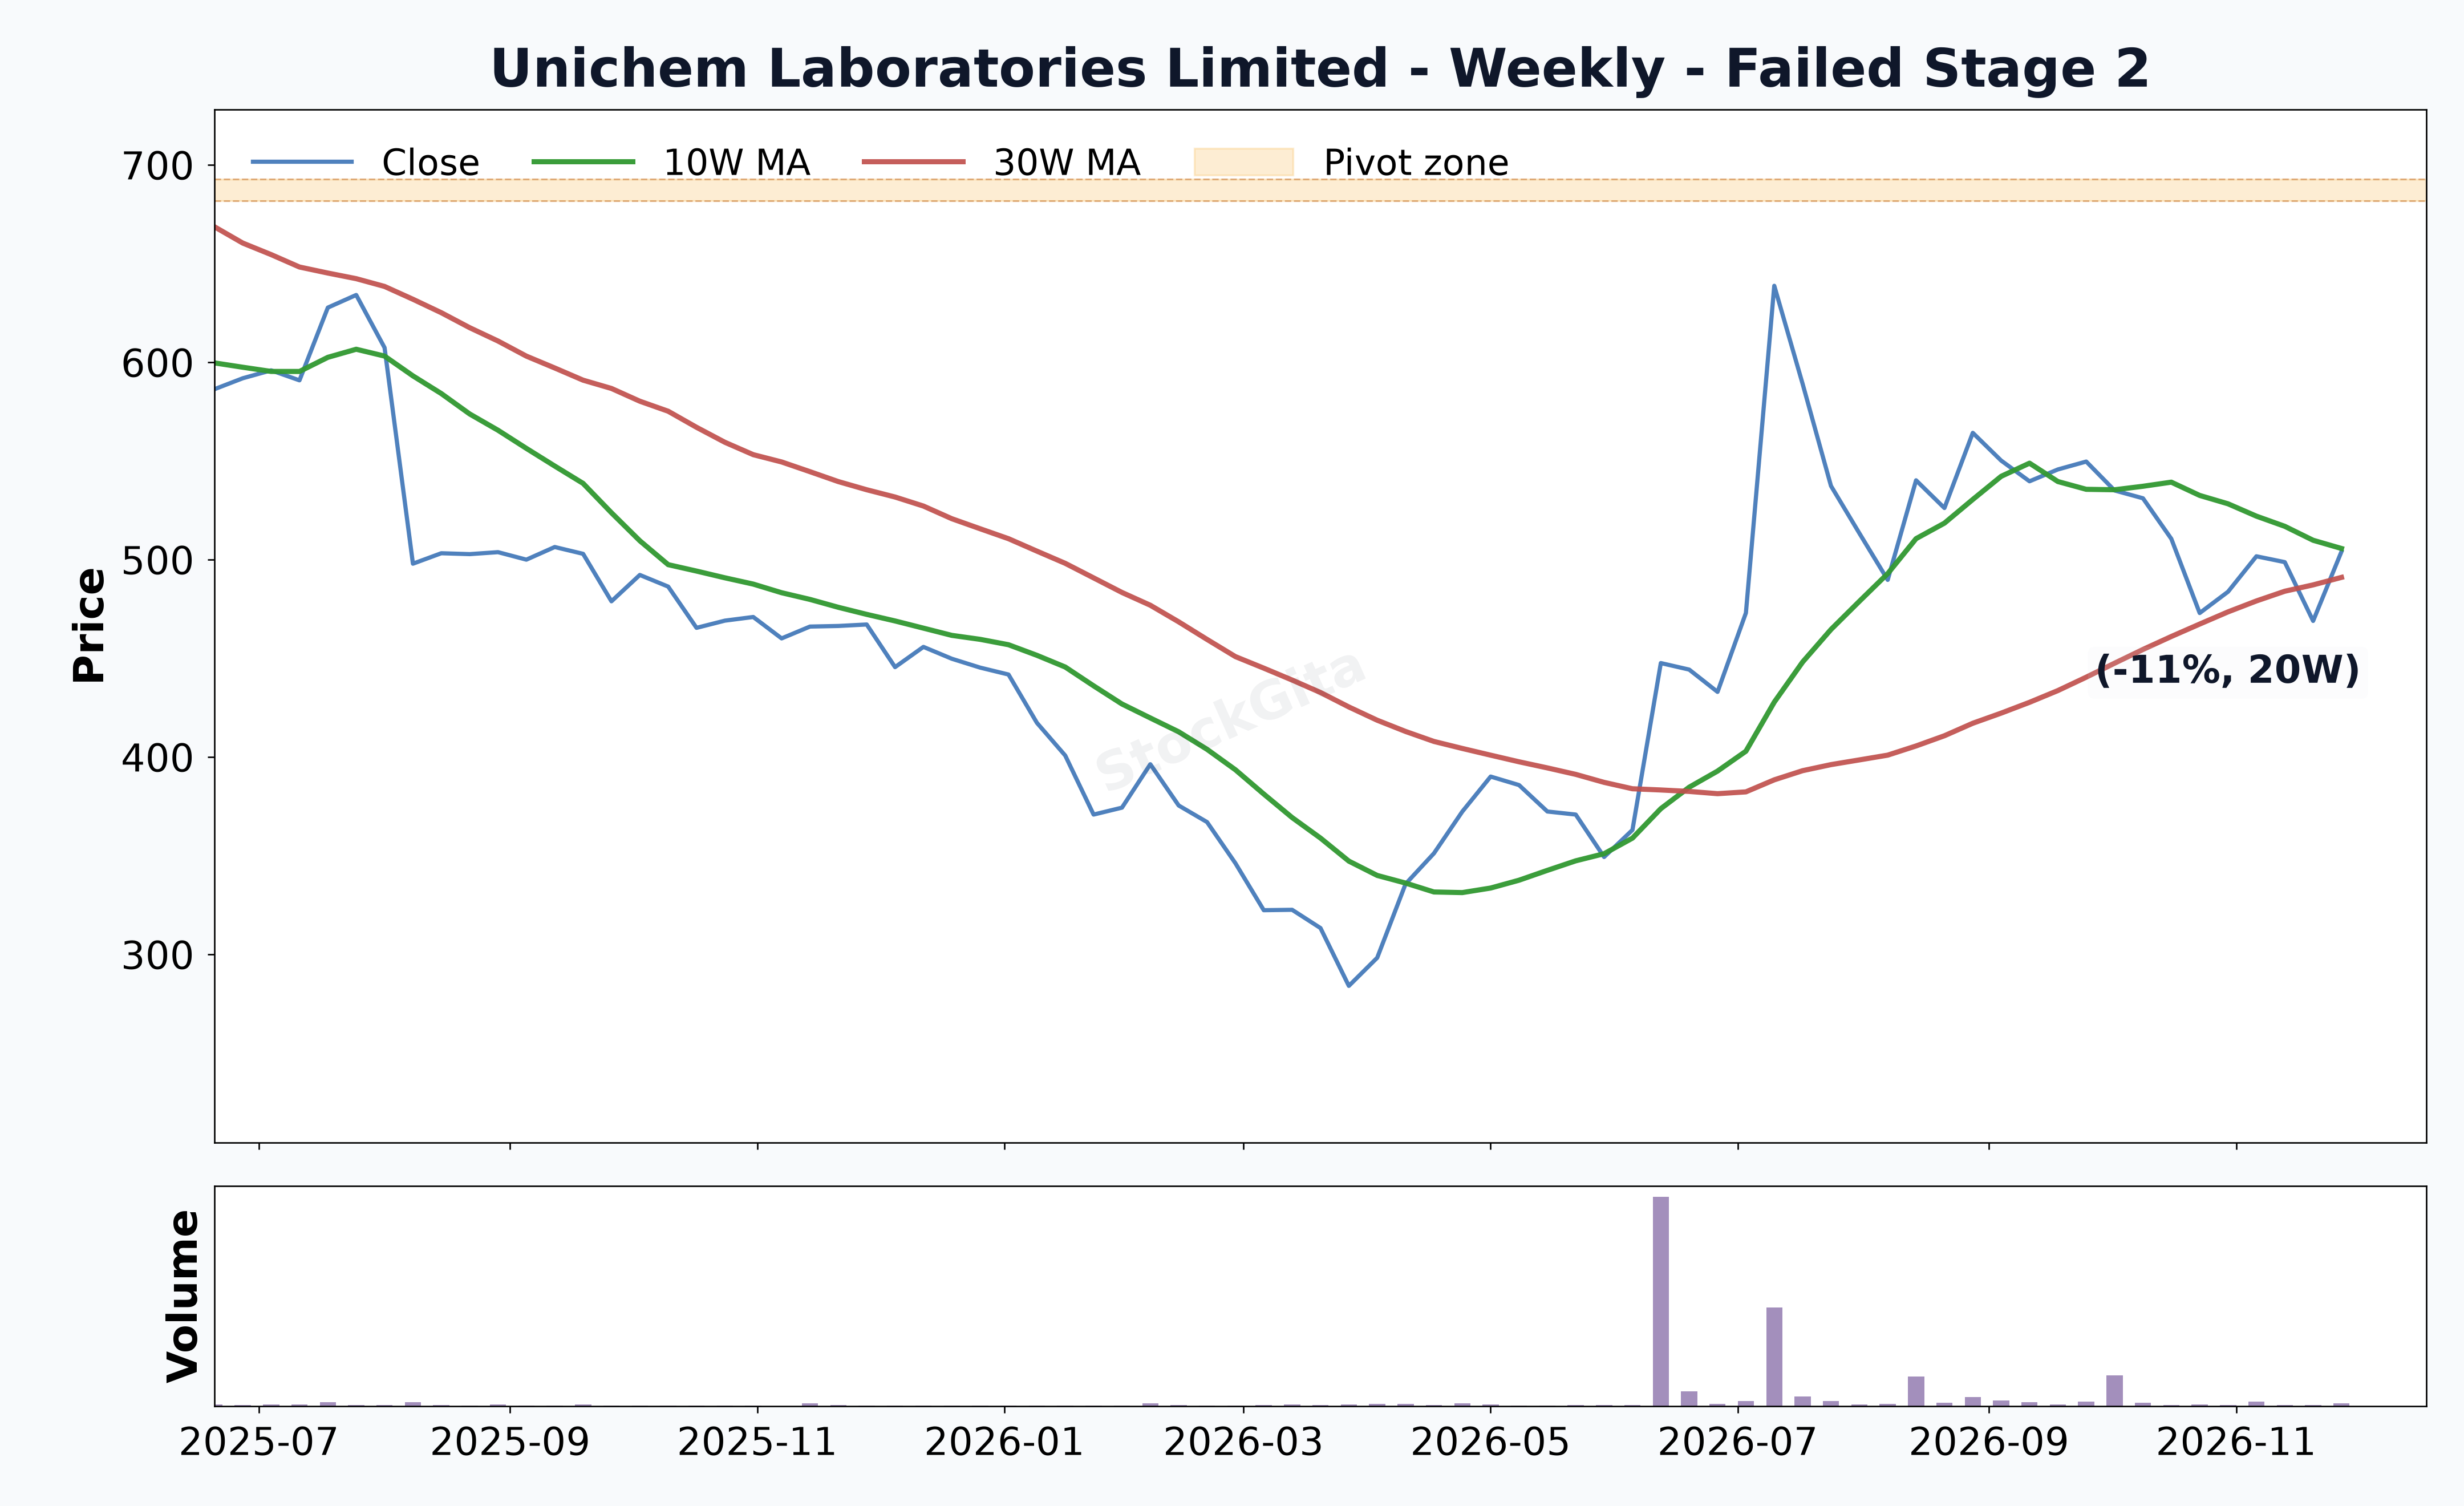 Unichem Laboratories Limited - Weekly - Failed Stage 2
Close 10W MA 30W MA Pivot zone
Price
700
600
500
400
300
StockGita
(-11%, 20W)
Volume
2025-07 2025-09 2025-11 2026-01 2026-03 2026-05 2026-07 2026-09 2026-11